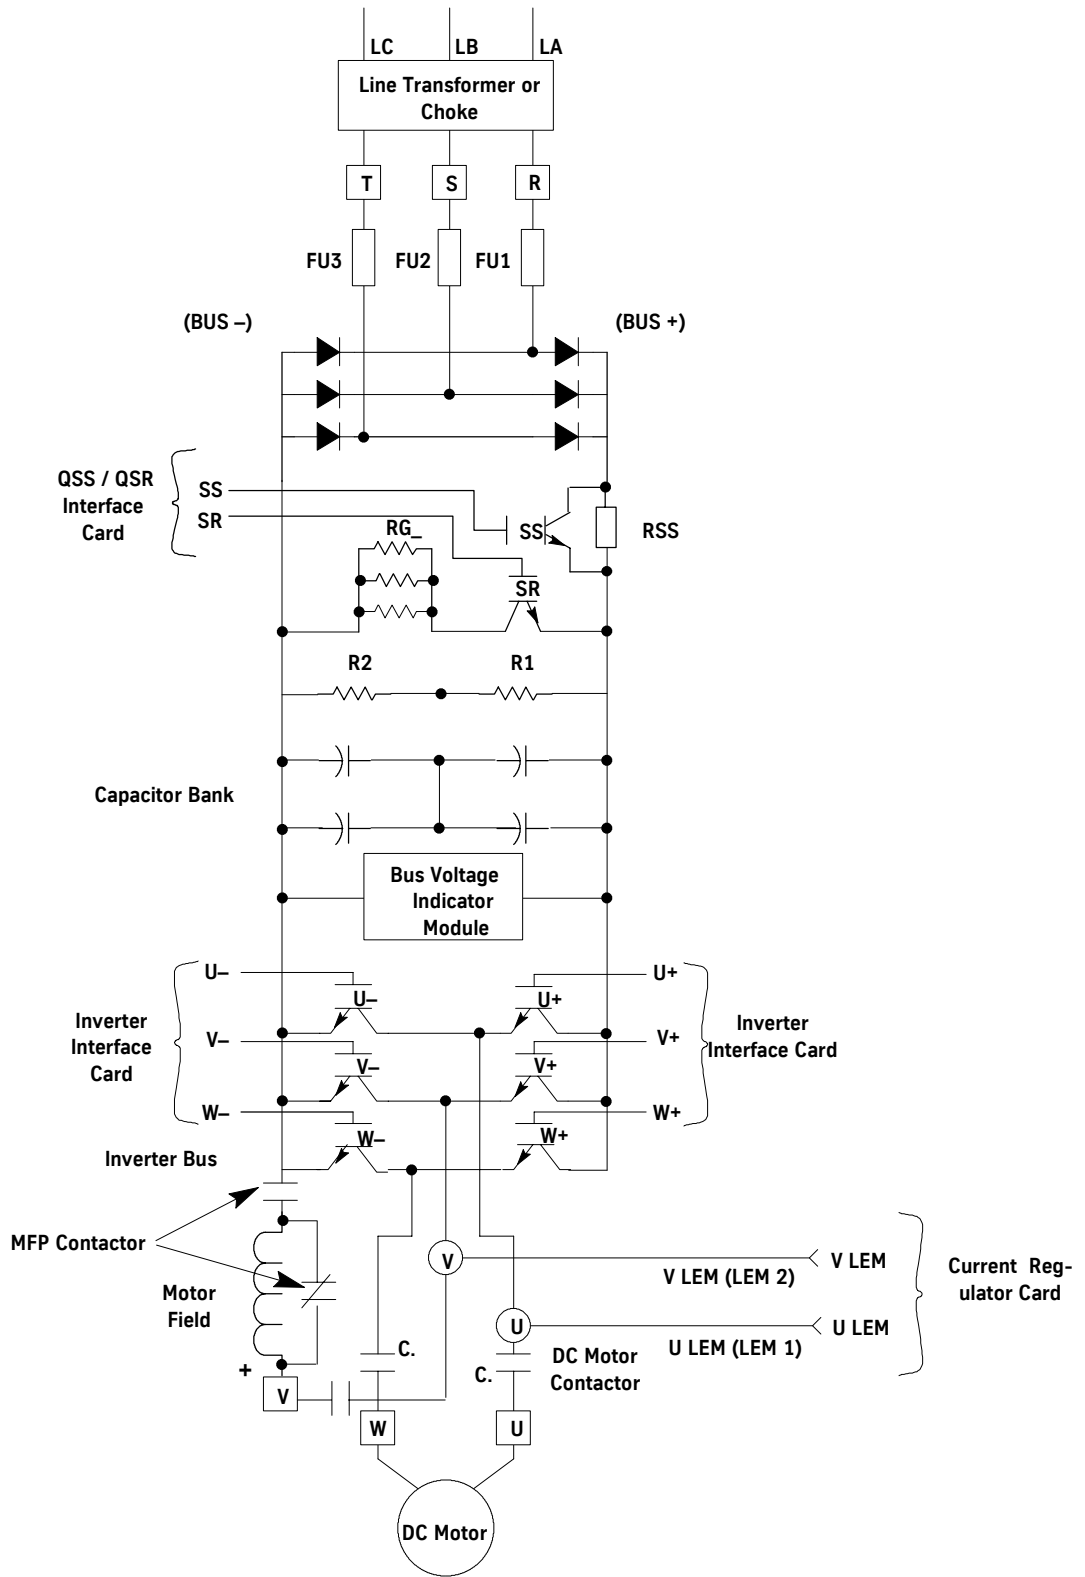 LC LB LA
Line Transformer or
Choke
T S R
FU3 FU2 FU1
(BUS –) (BUS +)
QSS / QSR
Interface
Card
SS
SR
SS
RSS
RG_
SR
R2 R1
Capacitor Bank
Bus Voltage
Indicator
Module
U– U– U+ U+
Inverter
Interface
Card
V– V– V+ V+
Inverter
Interface Card
W– W– W+ W+
Inverter Bus
MFP Contactor
Motor
Field
V
V LEM (LEM 2)
V LEM
Current Reg-
ulator Card
U
U LEM (LEM 1)
U LEM
C.
C.
DC Motor
Contactor
+
V
W U
DC Motor